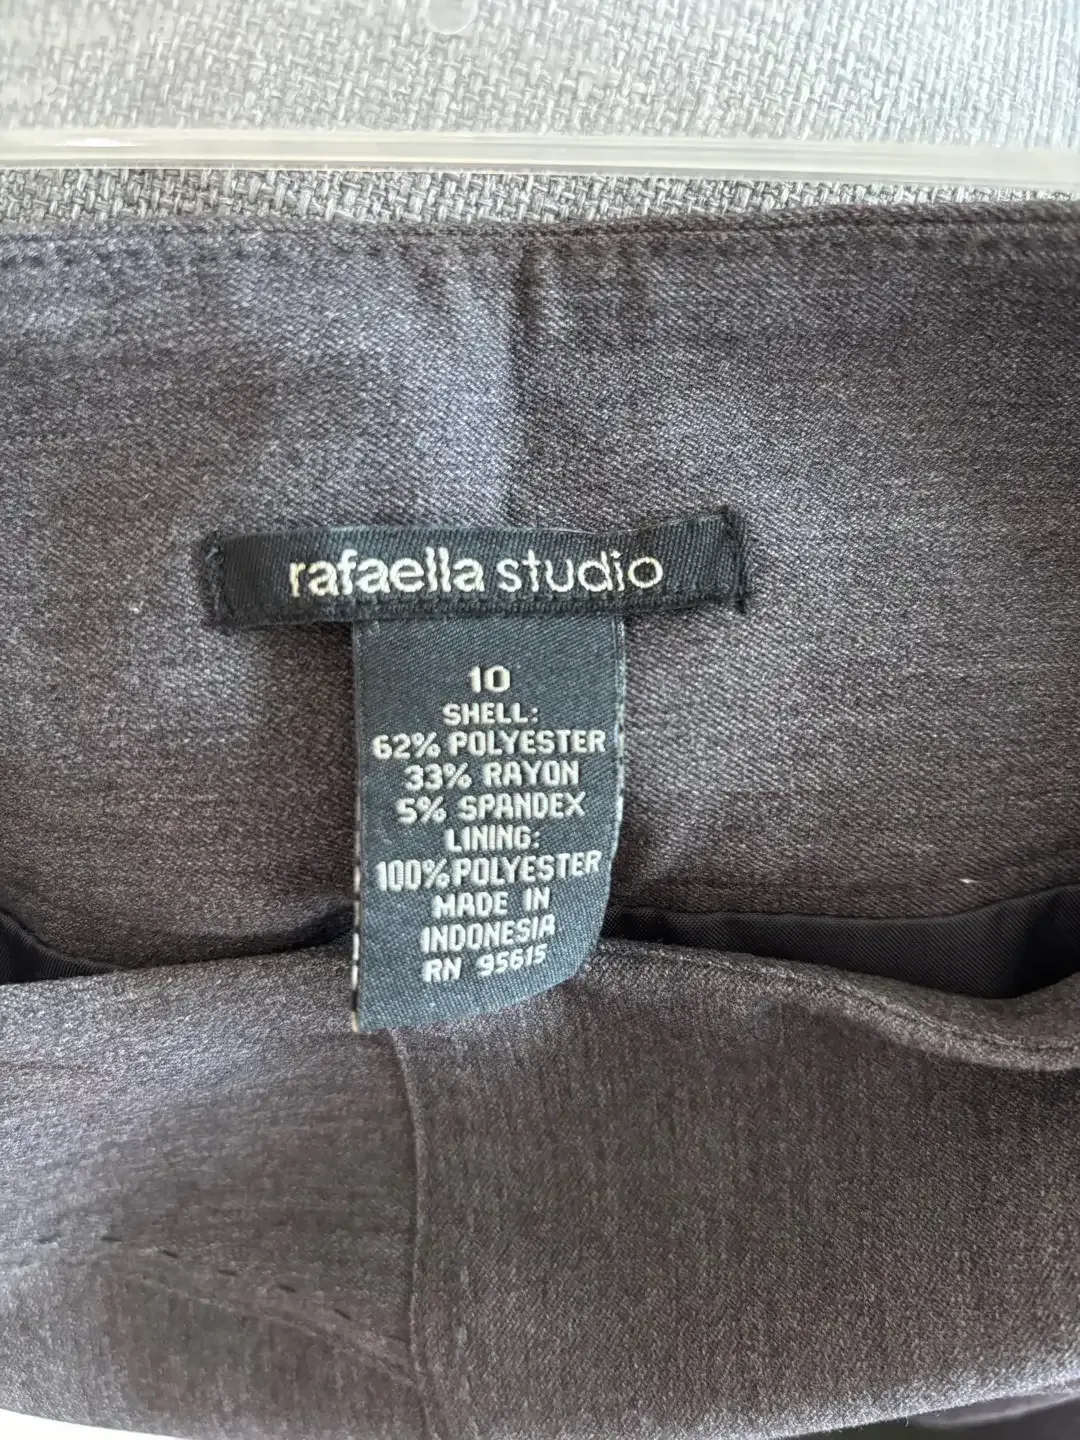 rafaella studio
10
SHELL:
62% POLYESTER
33% RAYON
5% SPANDEX
LINING:
100% POLYESTER
MADE IN
INDONESIA
RN 95615